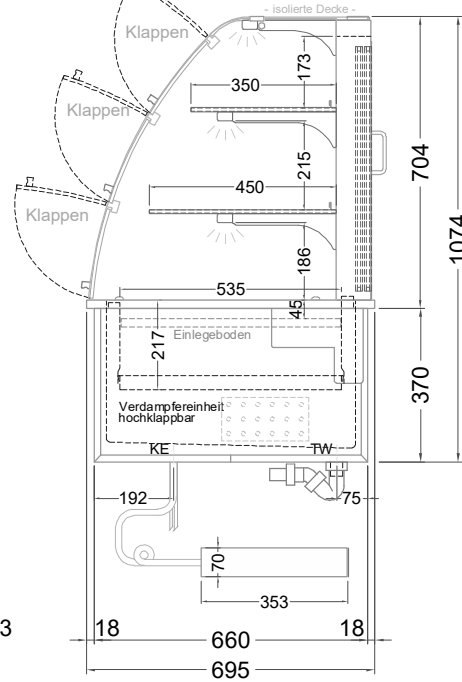 - isolierte Decke -
Klappen
173
350
Klappen
704
215
1074
450
Klappen
186
535
45
Einlegeboden
217
370
Verdampfereinheit
hochklappbar
KE
TW
192
75
70
353
3
18
660
18
695